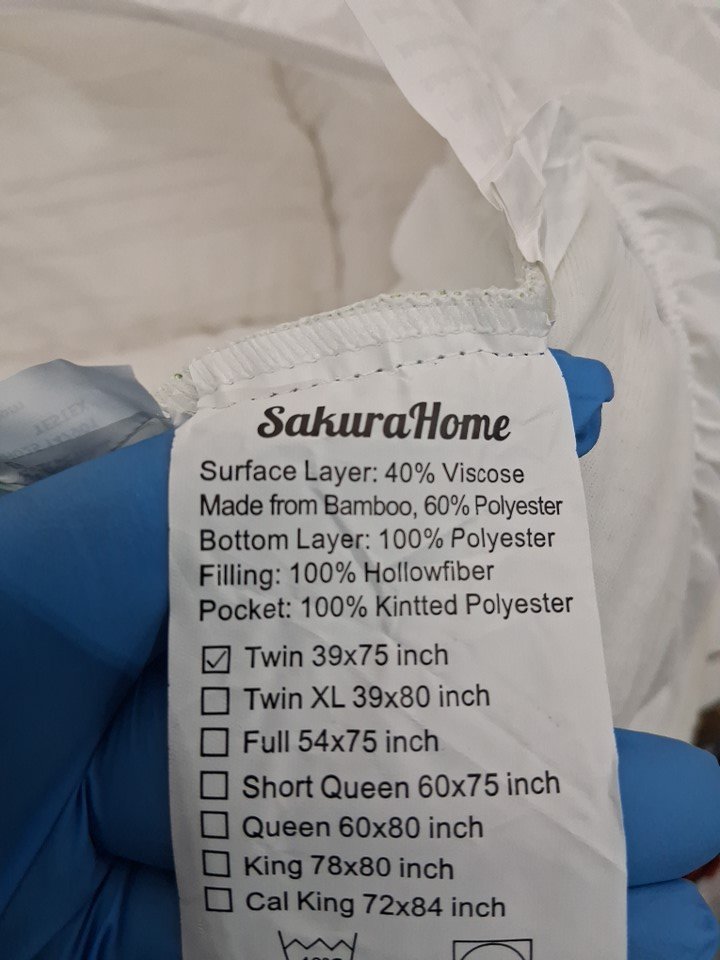 SakuraHome
Surface Layer: 40% Viscose
Made from Bamboo, 60% Polyester
Bottom Layer: 100% Polyester
Filling: 100% Hollowfiber
Pocket: 100% Kintted Polyester
☑ Twin 39x75 inch
☐ Twin XL 39x80 inch
☐ Full 54x75 inch
☐ Short Queen 60x75 inch
☐ Queen 60x80 inch
☐ King 78x80 inch
☐ Cal King 72x84 inch